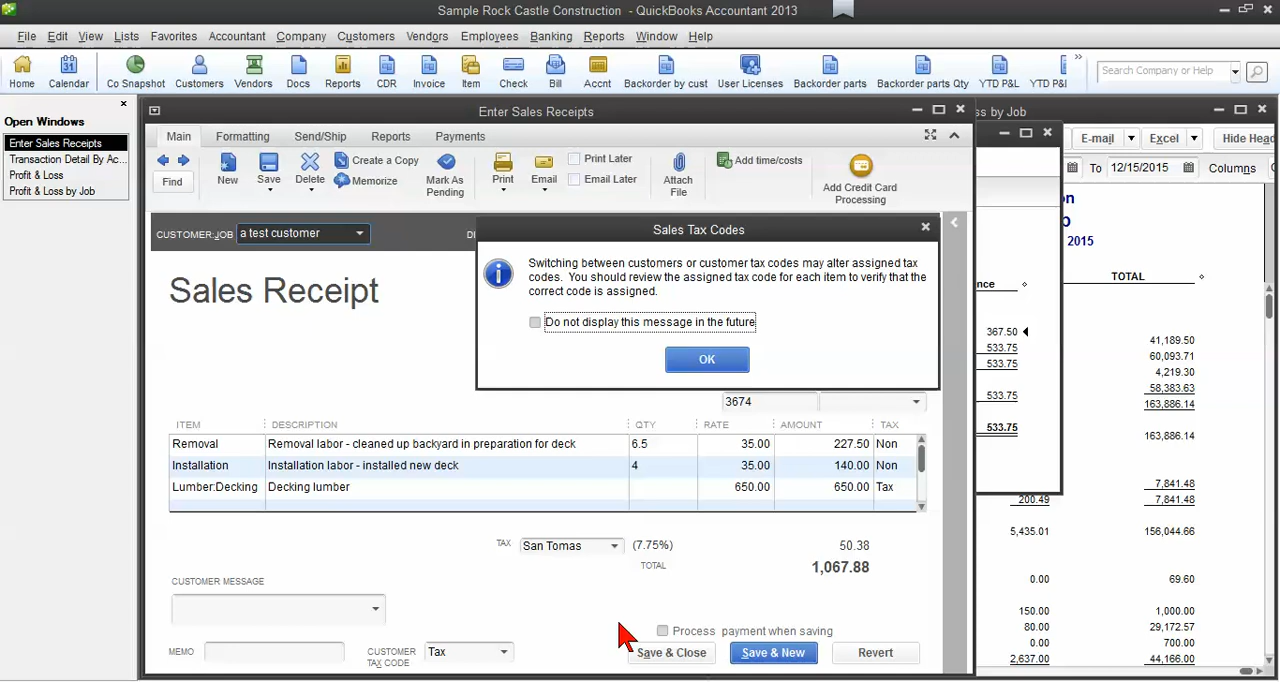 Sample Rock Castle Construction - QuickBooks Accountant 2013
File Edit View Lists Favorites Accountant Company Customers Vendors Employees Banking Reports Window Help
Home Calendar Co Snapshot Customers Vendors Docs Reports CDR Invoice Item Check Bill Accnt Backorder by cust User Licenses Backorder parts Backorder parts Qty YTD P&L YTD P&l
Search Company or Help
Open Windows
Enter Sales Receipts
Transaction Detail By Ac...
Profit & Loss
Profit & Loss by Job
Enter Sales Receipts
Main Formatting Send/Ship Reports Payments
Find
New
Save
Delete
Create a Copy
Memorize
Mark As
Pending
Print
Email
Print Later
Email Later
Attach
File
Add time/costs
Add Credit Card
Processing
CUSTOMER:JOB a test customer
Sales Receipt
Sales Tax Codes
Switching between customers or customer tax codes may alter assigned tax
codes. You should review the assigned tax code for each item to verify that the
correct code is assigned.
Do not display this message in the future
OK
3674
ITEM DESCRIPTION QTY RATE AMOUNT TAX
Removal Removal labor - cleaned up backyard in preparation for deck 6.5 35.00 227.50 Non
Installation Installation labor - installed new deck 4 35.00 140.00 Non
Lumber:Decking Decking lumber 650.00 650.00 Tax
TAX San Tomas (7.75%) 50.38
TOTAL 1,067.88
CUSTOMER MESSAGE
Process payment when saving
MEMO
CUSTOMER
TAX CODE
Tax
Save & Close Save & New Revert
nce
367.50
533.75
533.75
533.75
533.75
ss by Job
E-mail Excel Hide Head
To 12/15/2015 Columns
on
b
2015
TOTAL
41,189.50
60,093.71
4,219.30
58,383.63
163,886.14
163,886.14
7,841.48
200.49 7,841.48
5,435.01 156,044.66
0.00 69.60
150.00 1,000.00
80.00 29,172.57
0.00 700.00
2,637.00 44,166.00